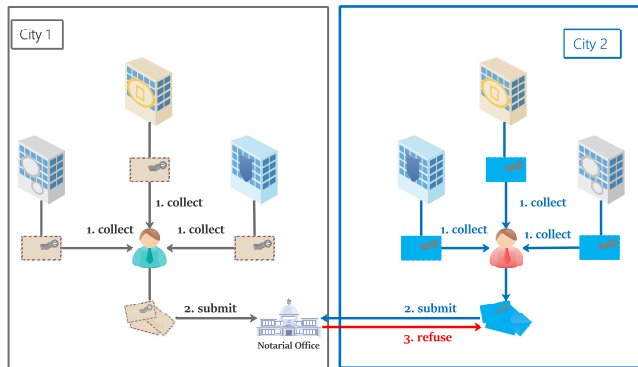 City 1
City 2
1. collect
1. collect
1. collect
1. collect
1. collect
1. collect
2. submit
2. submit
3. refuse
Notarial Office